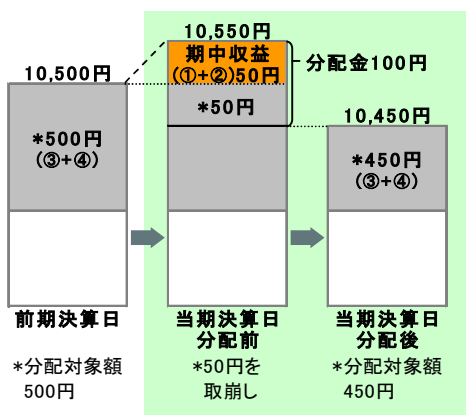 10,550円
期中収益
(①+②)50円
分配金100円
10,500円
*50円
10,450円
*500円
(③+④)
*450円
(③+④)
前期決算日
当期決算日
分配前
当期決算日
分配後
*分配対象額
500円
*50円を
取崩し
*分配対象額
450円